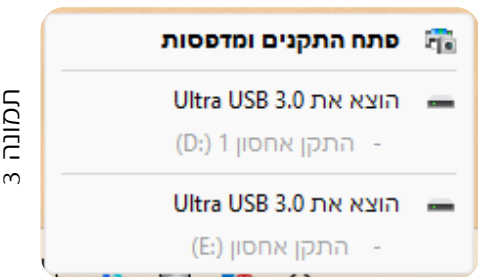 פתח התקנים ומדפסות
הוצא את Ultra USB 3.0
- התקן אחסון 1 (D:)
הוצא את Ultra USB 3.0
- התקן אחסון (E:)
תמונה 3